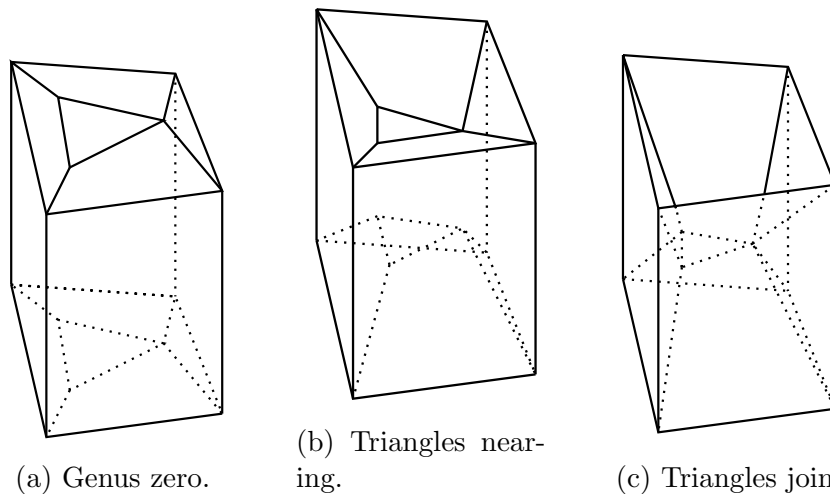 (a) Genus zero.
(b) Triangles near-
ing.
(c) Triangles join